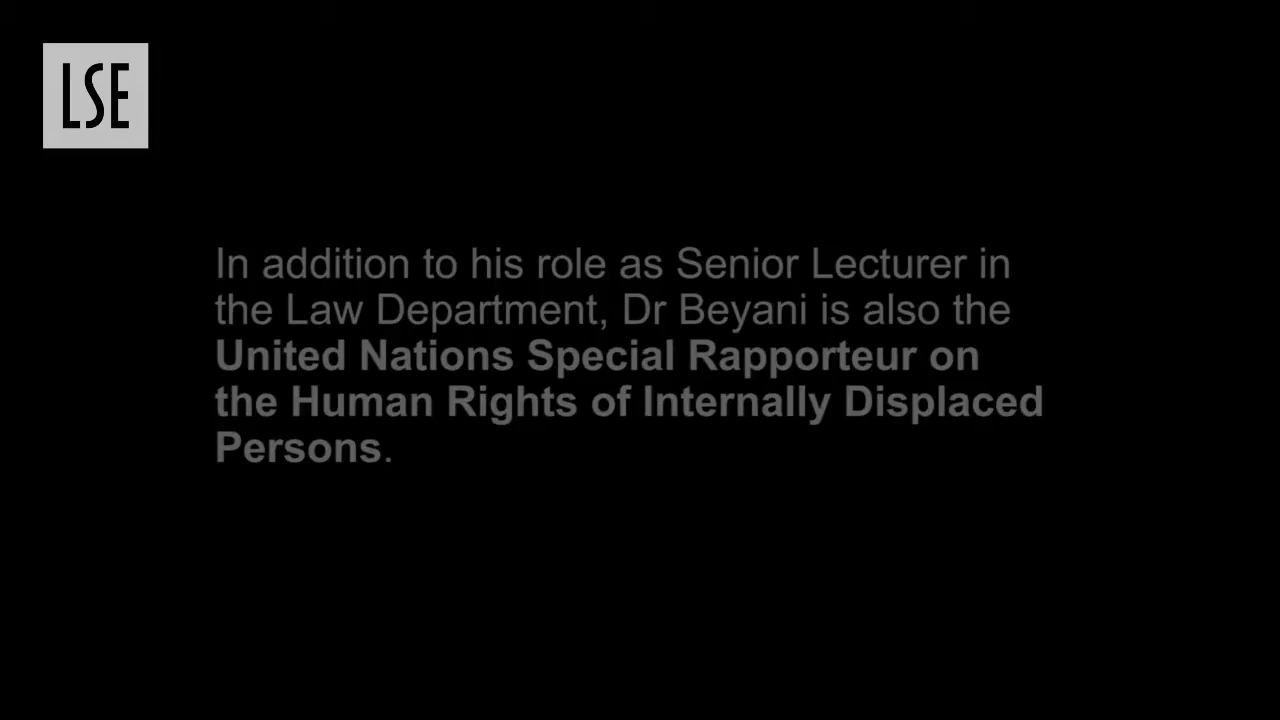 LSE
In addition to his role as Senior Lecturer in
the Law Department, Dr Beyani is also the
United Nations Special Rapporteur on
the Human Rights of Internally Displaced
Persons.